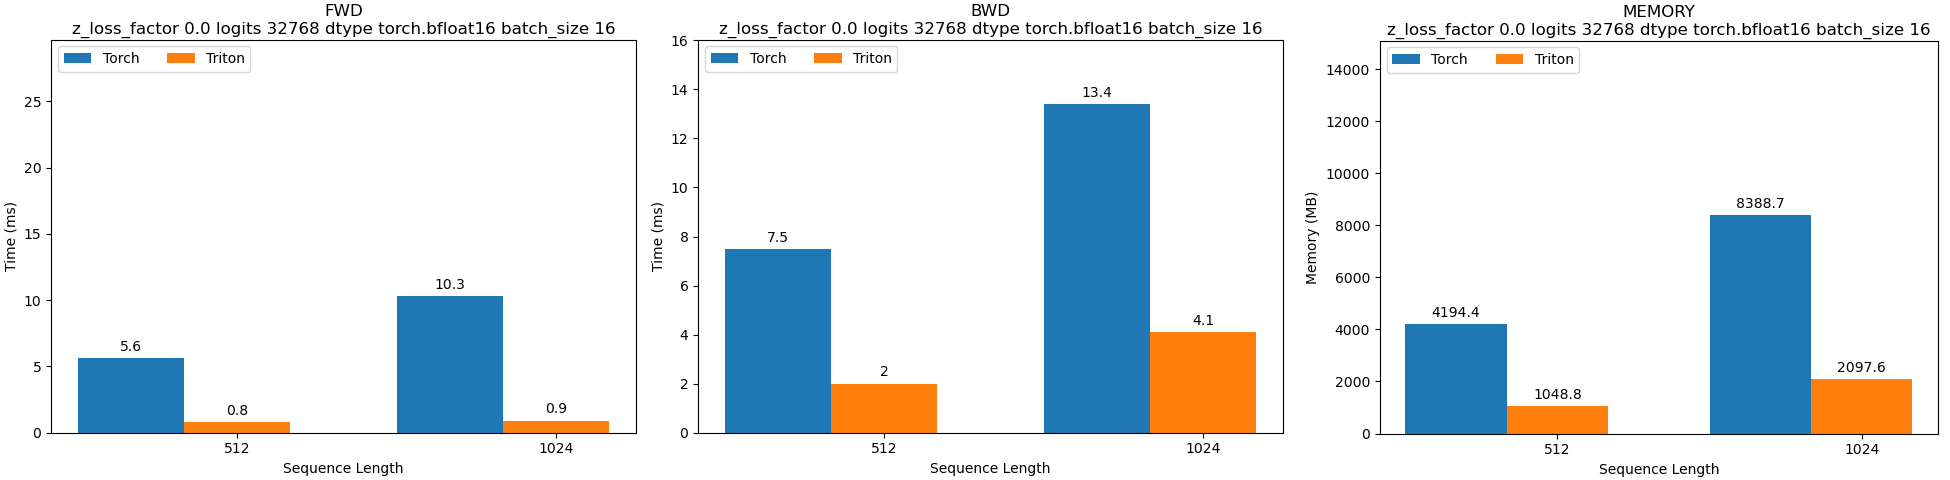 FWD
z_loss_factor 0.0 logits 32768 dtype torch.bfloat16 batch_size 16
Torch Triton
25
20
15
10
5
0
Time (ms)
5.6
0.8
10.3
0.9
512 1024
Sequence Length
BWD
z_loss_factor 0.0 logits 32768 dtype torch.bfloat16 batch_size 16
Torch Triton
16
14
12
10
8
6
4
2
0
Time (ms)
7.5
2
13.4
4.1
512 1024
Sequence Length
MEMORY
z_loss_factor 0.0 logits 32768 dtype torch.bfloat16 batch_size 16
Torch Triton
14000
12000
10000
8000
6000
4000
2000
0
Memory (MB)
4194.4
1048.8
8388.7
2097.6
512 1024
Sequence Length